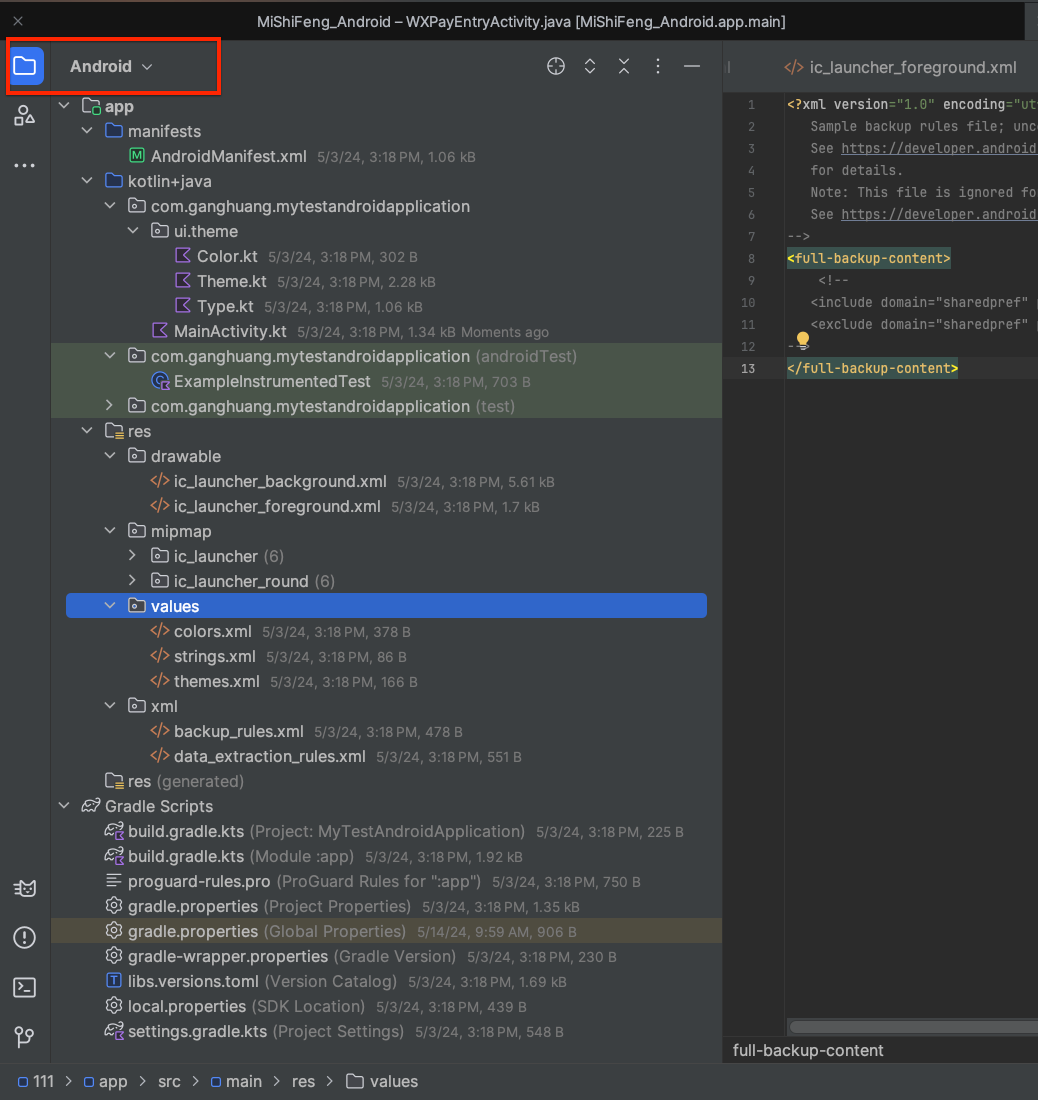 MiShiFeng_Android – WXPayEntryActivity.java [MiShiFeng_Android.app.main]
Android
ic_launcher_foreground.xml
app
manifests
AndroidManifest.xml 5/3/24, 3:18 PM, 1.06 kB
kotlin+java
com.ganghuang.mytestandroidapplication
ui.theme
Color.kt 5/3/24, 3:18 PM, 302 B
Theme.kt 5/3/24, 3:18 PM, 2.28 kB
Type.kt 5/3/24, 3:18 PM, 1.06 kB
MainActivity.kt 5/3/24, 3:18 PM, 1.34 kB Moments ago
com.ganghuang.mytestandroidapplication (androidTest)
ExampleInstrumentedTest 5/3/24, 3:18 PM, 703 B
com.ganghuang.mytestandroidapplication (test)
res
drawable
ic_launcher_background.xml 5/3/24, 3:18 PM, 5.61 kB
ic_launcher_foreground.xml 5/3/24, 3:18 PM, 1.7 kB
mipmap
ic_launcher (6)
ic_launcher_round (6)
values
colors.xml 5/3/24, 3:18 PM, 378 B
strings.xml 5/3/24, 3:18 PM, 86 B
themes.xml 5/3/24, 3:18 PM, 166 B
xml
backup_rules.xml 5/3/24, 3:18 PM, 478 B
data_extraction_rules.xml 5/3/24, 3:18 PM, 551 B
res (generated)
Gradle Scripts
build.gradle.kts (Project: MyTestAndroidApplication) 5/3/24, 3:18 PM, 225 B
build.gradle.kts (Module :app) 5/3/24, 3:18 PM, 1.92 kB
proguard-rules.pro (ProGuard Rules for ":app") 5/3/24, 3:18 PM, 750 B
gradle.properties (Project Properties) 5/3/24, 3:18 PM, 1.35 kB
gradle.properties (Global Properties) 5/14/24, 9:59 AM, 906 B
gradle-wrapper.properties (Gradle Version) 5/3/24, 3:18 PM, 230 B
libs.versions.toml (Version Catalog) 5/3/24, 3:18 PM, 1.69 kB
local.properties (SDK Location) 5/3/24, 3:18 PM, 439 B
settings.gradle.kts (Project Settings) 5/3/24, 3:18 PM, 548 B
1 <?xml version="1.0" encoding="ut
2 Sample backup rules file; unc
3 See https://developer.android
4 for details.
5 Note: This file is ignored fo
6 See https://developer.android
7 -->
8 <full-backup-content>
9 <!--
10 <include domain="sharedpref"
11 <exclude domain="sharedpref"
12
13 </full-backup-content>
full-backup-content
111 > app > src > main > res > values